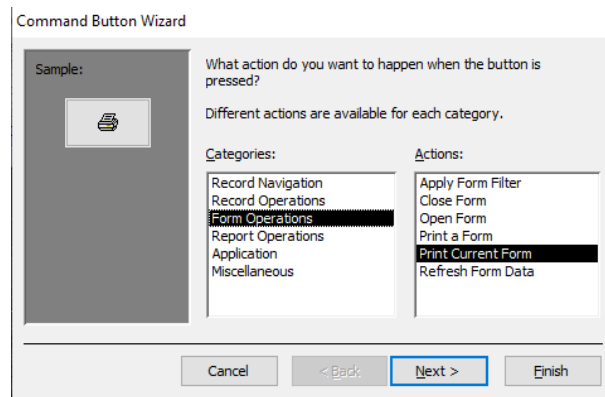 Command Button Wizard
Sample:
What action do you want to happen when the button is
pressed?
Different actions are available for each category.
Categories:
Actions:
Record Navigation
Record Operations
Form Operations
Report Operations
Application
Miscellaneous
Apply Form Filter
Close Form
Open Form
Print a Form
Print Current Form
Refresh Form Data
Cancel
< Back
Next >
Finish